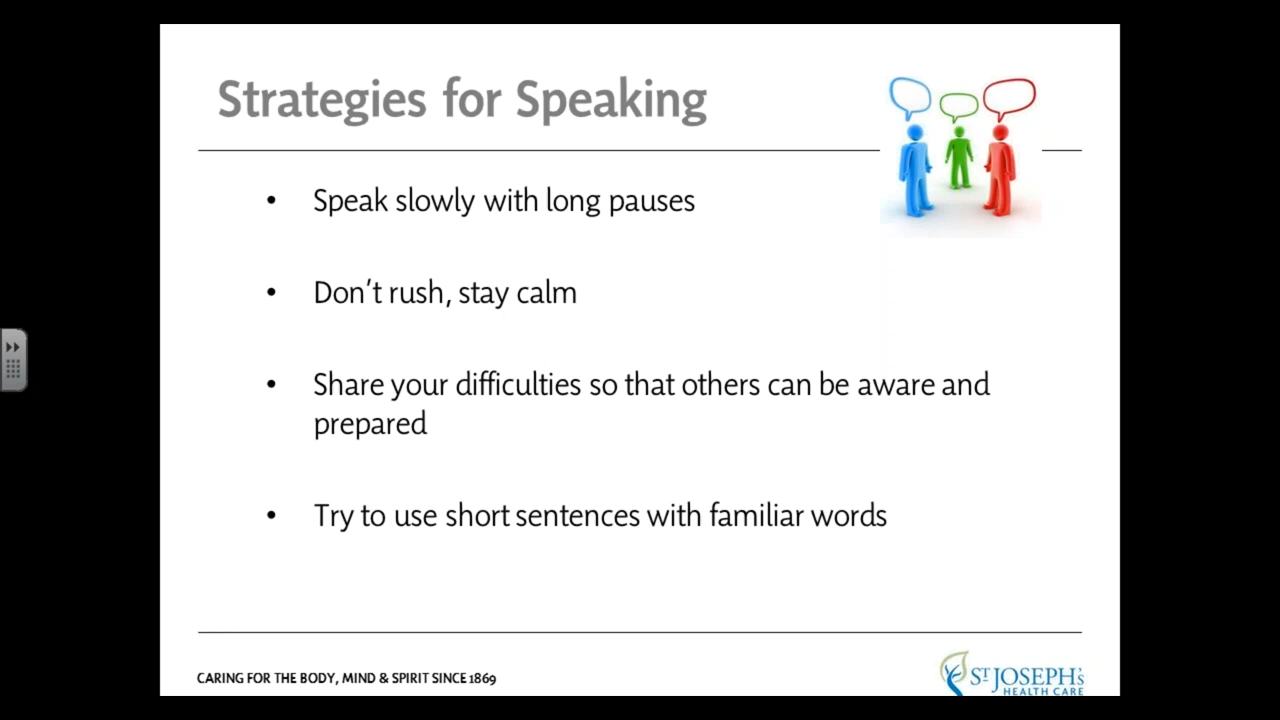 Strategies for Speaking
• Speak slowly with long pauses
• Don't rush, stay calm
• Share your difficulties so that others can be aware and
prepared
• Try to use short sentences with familiar words
CARING FOR THE BODY, MIND & SPIRIT SINCE 1869
ST JOSEPH'S
HEALTH CARE